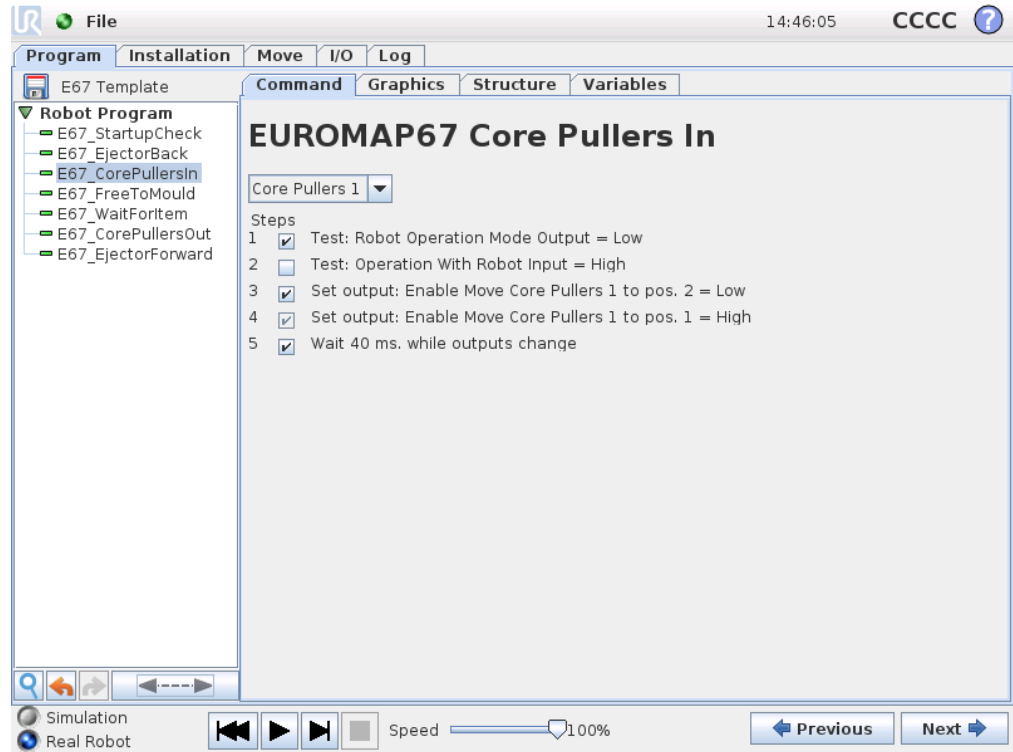 UR File 14:46:05 CCCC ?
Program Installation Move I/O Log
E67 Template
Command Graphics Structure Variables
Robot Program
E67_StartupCheck
E67_EjectorBack
E67_CorePullersIn
E67_FreeToMould
E67_WaitForItem
E67_CorePullersOut
E67_EjectorForward
EUROMAP67 Core Pullers In
Core Pullers 1
Steps
1 Test: Robot Operation Mode Output = Low
2 Test: Operation With Robot Input = High
3 Set output: Enable Move Core Pullers 1 to pos. 2 = Low
4 Set output: Enable Move Core Pullers 1 to pos. 1 = High
5 Wait 40 ms. while outputs change
Simulation
Real Robot
Speed 100%
Previous Next